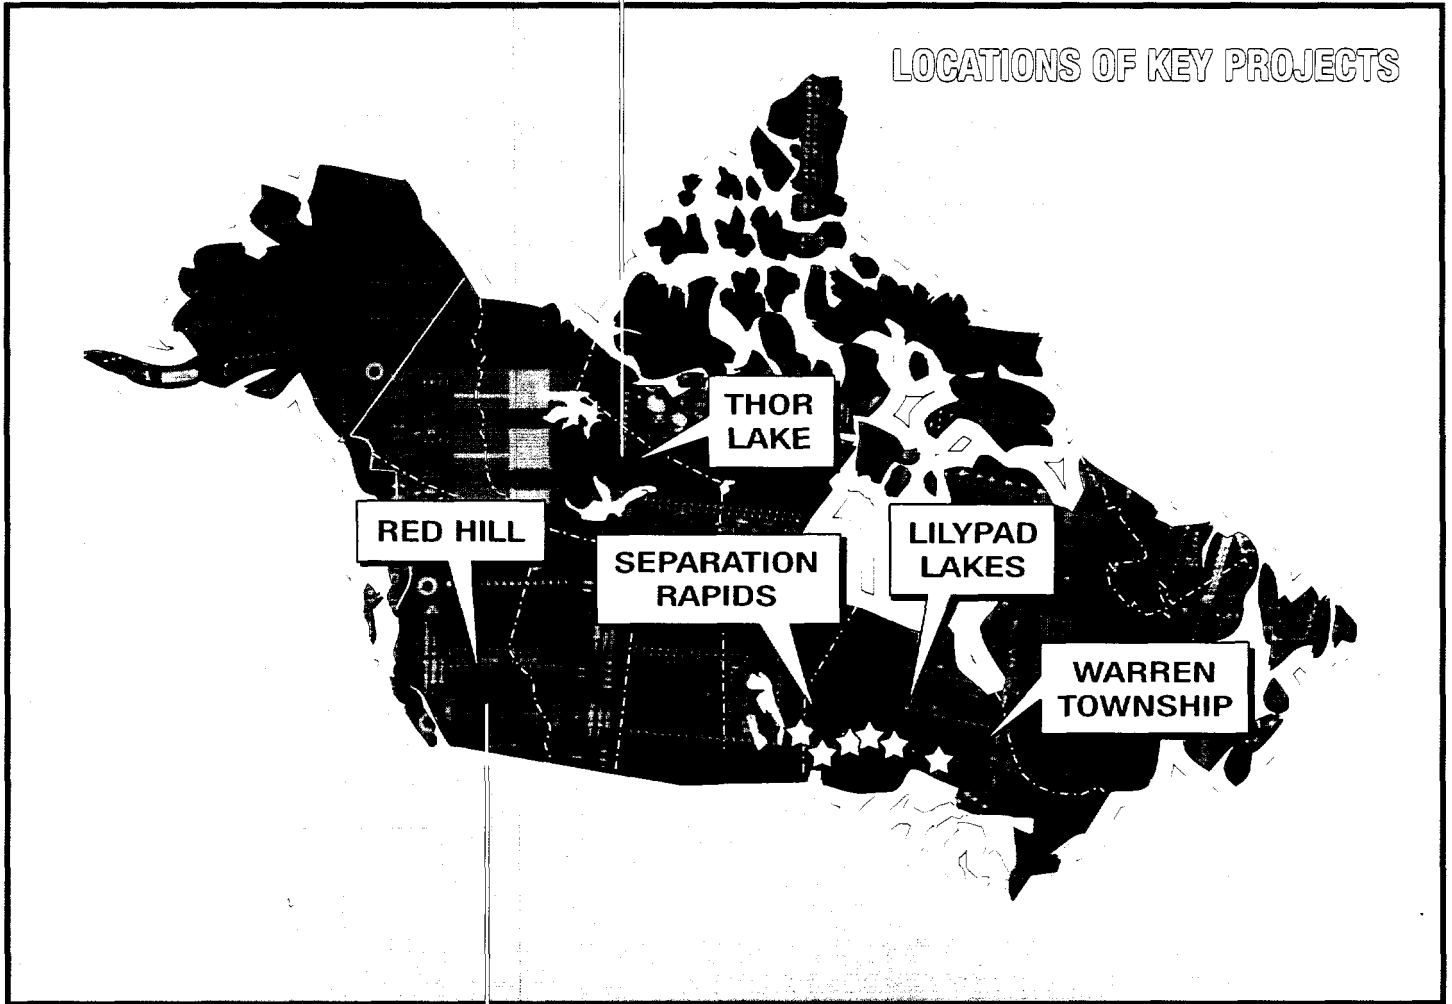 LOCATIONS OF KEY PROJECTS
THOR
LAKE
RED HILL
SEPARATION
RAPIDS
LILYPAD
LAKES
WARREN
TOWNSHIP